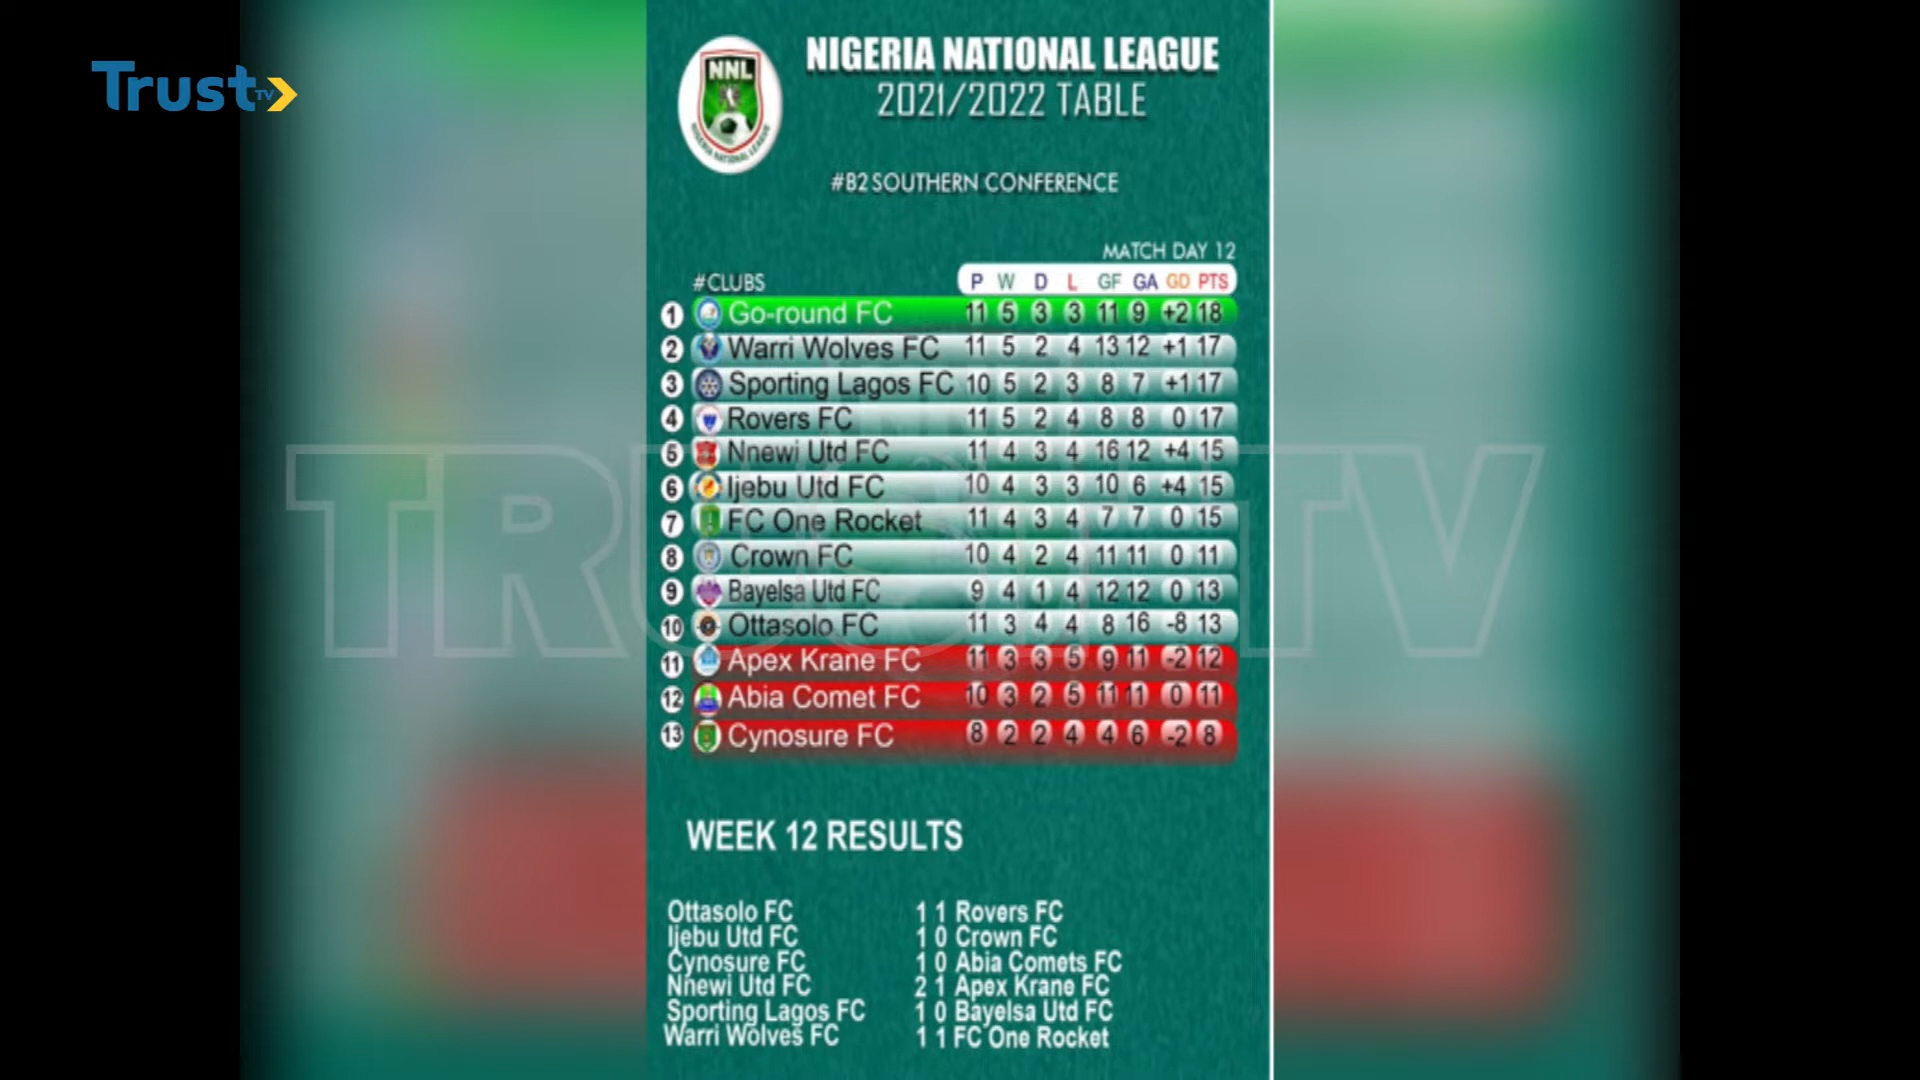 Trust TV
NNL
NIGERIA NATIONAL LEAGUE
NIGERIA NATIONAL LEAGUE
2021/2022 TABLE
#B2 SOUTHERN CONFERENCE
MATCH DAY 12
#CLUBS P W D L GF GA GD PTS
1 Go-round FC 11 5 3 3 11 9 +2 18
2 Warri Wolves FC 11 5 2 4 13 12 +1 17
3 Sporting Lagos FC 10 5 2 3 8 7 +1 17
4 Rovers FC 11 5 2 4 8 8 0 17
5 Nnewi Utd FC 11 4 3 4 16 12 +4 15
6 Ijebu Utd FC 10 4 3 3 10 6 +4 15
7 FC One Rocket 11 4 3 4 7 7 0 15
8 Crown FC 10 4 2 4 11 11 0 11
9 Bayelsa Utd FC 9 4 1 4 12 12 0 13
10 Ottasolo FC 11 3 4 4 8 16 -8 13
11 Apex Krane FC 11 3 3 5 9 11 -2 12
12 Abia Comet FC 10 3 2 5 11 11 0 11
13 Cynosure FC 8 2 2 4 4 6 -2 8
TRUST TV
WEEK 12 RESULTS
Ottasolo FC 1 1 Rovers FC
Ijebu Utd FC 1 0 Crown FC
Cynosure FC 1 0 Abia Comets FC
Nnewi Utd FC 2 1 Apex Krane FC
Sporting Lagos FC 1 0 Bayelsa Utd FC
Warri Wolves FC 1 1 FC One Rocket